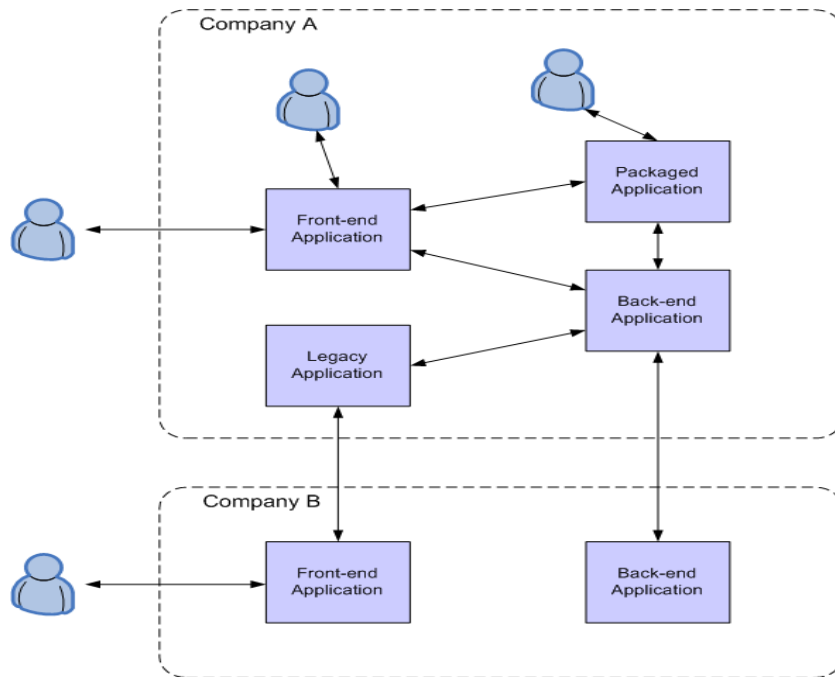 Company A
Packaged
Application
Front-end
Application
Back-end
Application
Legacy
Application
Company B
Front-end
Application
Back-end
Application